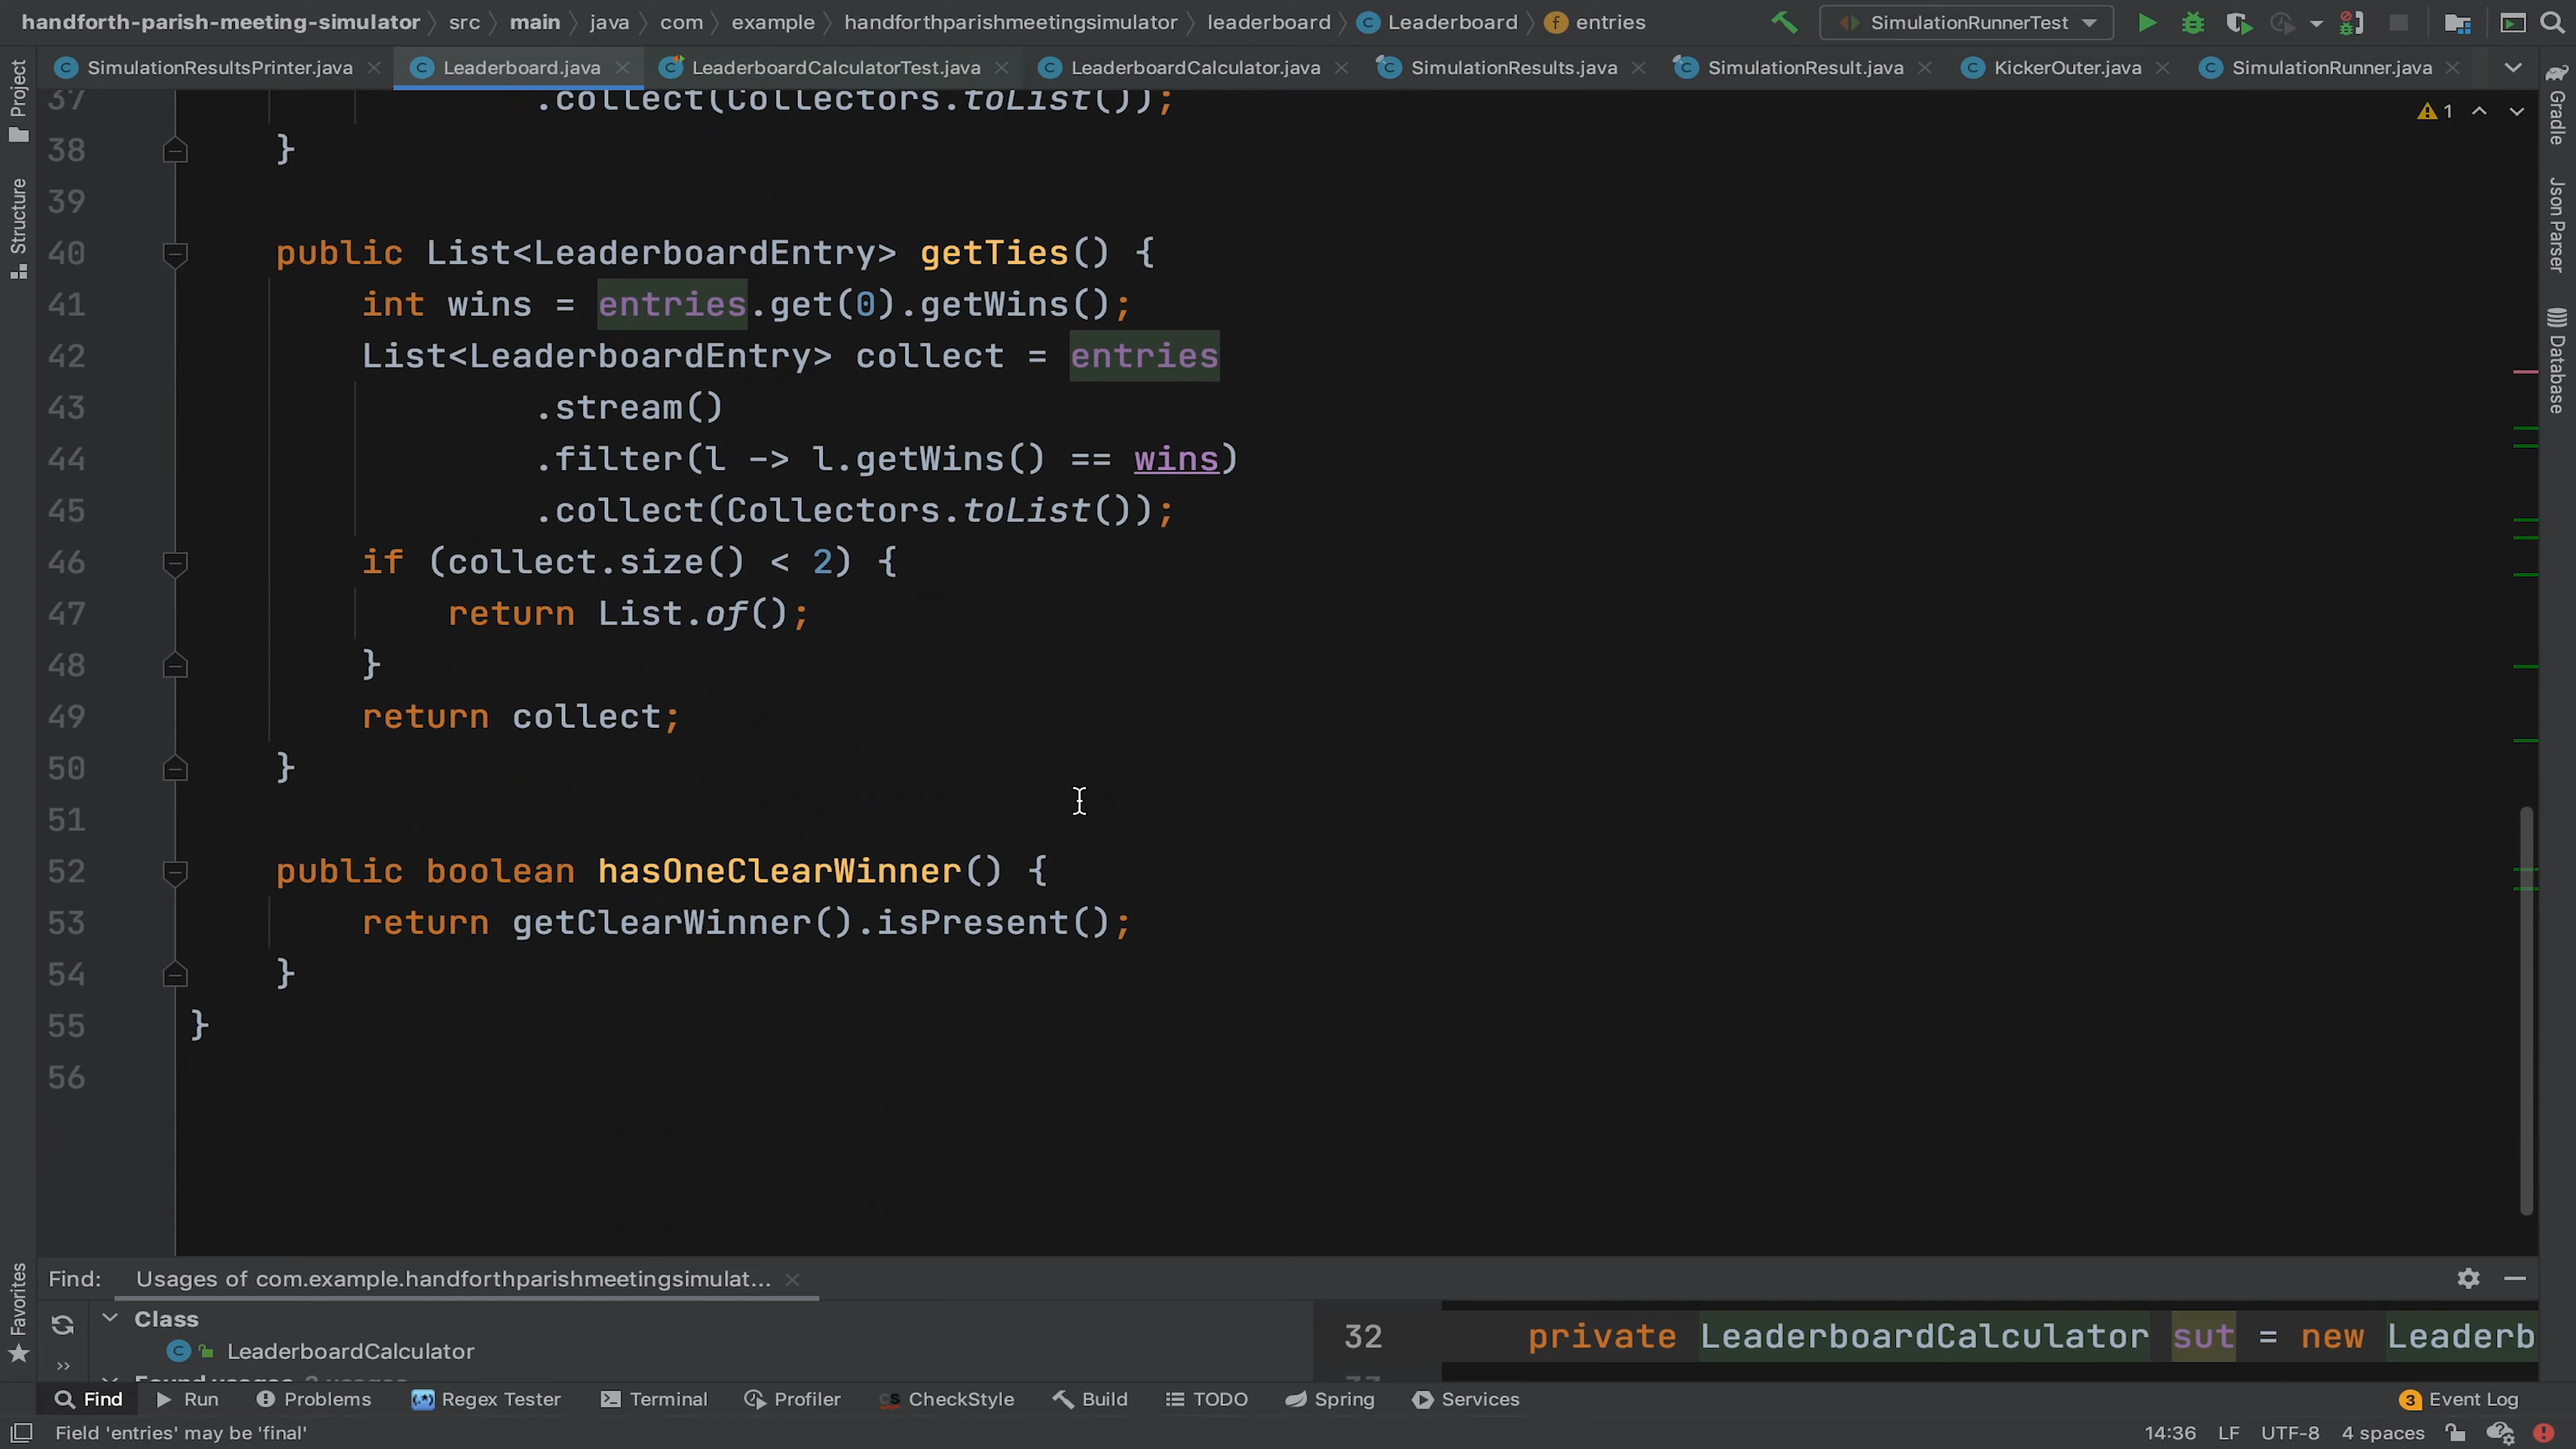 handforth-parish-meeting-simulator src main java com example handforthparishmeetingsimulator leaderboard Leaderboard entries SimulationRunnerTest
SimulationResultsPrinter.java Leaderboard.java LeaderboardCalculatorTest.java LeaderboardCalculator.java SimulationResults.java SimulationResult.java KickerOuter.java SimulationRunner.java
Project
Structure
Favorites
Gradle
Json Parser
Database
1
37 .collect(Collectors.toList());
38 }
39
40 public List<LeaderboardEntry> getTies() {
41 int wins = entries.get(0).getWins();
42 List<LeaderboardEntry> collect = entries
43 .stream()
44 .filter(l -> l.getWins() == wins)
45 .collect(Collectors.toList());
46 if (collect.size() < 2) {
47 return List.of();
48 }
49 return collect;
50 }
51
52 public boolean hasOneClearWinner() {
53 return getClearWinner().isPresent();
54 }
55 }
56
Find: Usages of com.example.handforthparishmeetingsimulat...
Class
LeaderboardCalculator
32 private LeaderboardCalculator sut = new Leaderb
Find Run Problems Regex Tester Terminal Profiler CheckStyle Build TODO Spring Services 3 Event Log
Field 'entries' may be 'final' 14:36 LF UTF-8 4 spaces